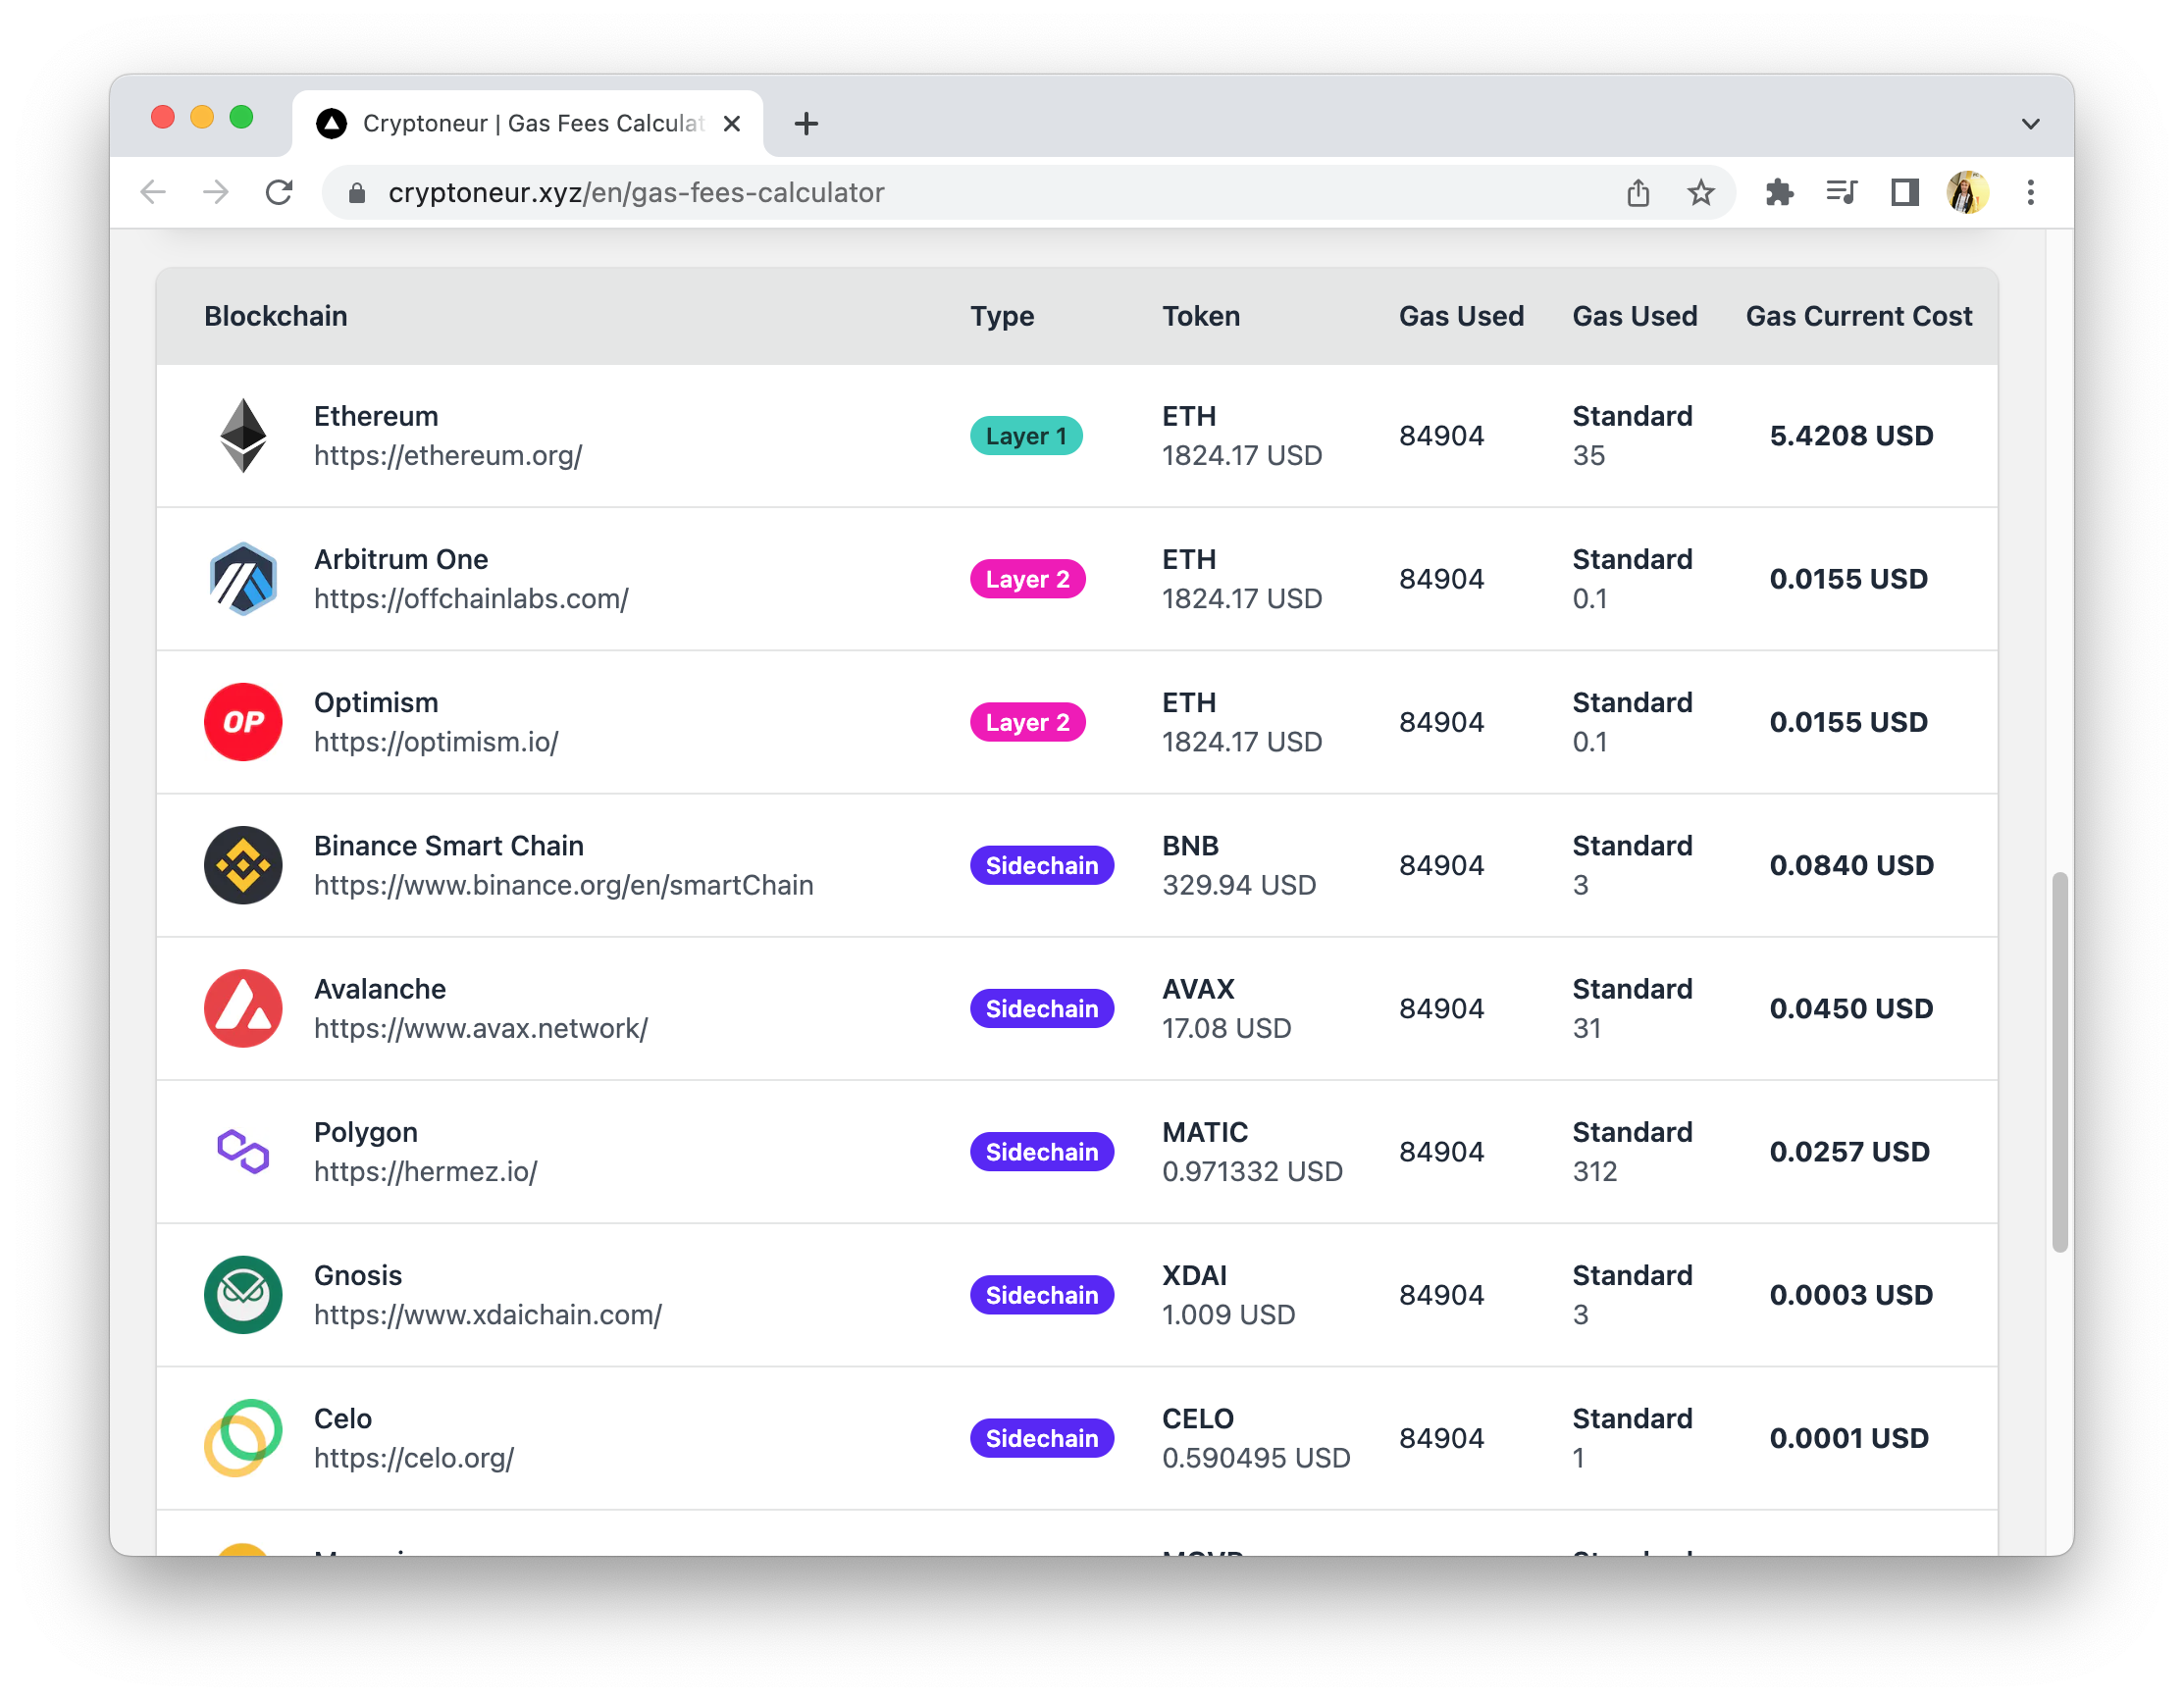 Cryptoneur | Gas Fees Calculat
cryptoneur.xyz/en/gas-fees-calculator
Blockchain Type Token Gas Used Gas Used Gas Current Cost
Ethereum ETH Standard
https://ethereum.org/ Layer 1 1824.17 USD 84904 35 5.4208 USD
Arbitrum One ETH Standard
https://offchainlabs.com/ Layer 2 1824.17 USD 84904 0.1 0.0155 USD
OP Optimism ETH Standard
https://optimism.io/ Layer 2 1824.17 USD 84904 0.1 0.0155 USD
Binance Smart Chain BNB Standard
https://www.binance.org/en/smartChain Sidechain 329.94 USD 84904 3 0.0840 USD
Avalanche AVAX Standard
https://www.avax.network/ Sidechain 17.08 USD 84904 31 0.0450 USD
Polygon MATIC Standard
https://hermez.io/ Sidechain 0.971332 USD 84904 312 0.0257 USD
Gnosis XDAI Standard
https://www.xdaichain.com/ Sidechain 1.009 USD 84904 3 0.0003 USD
Celo CELO Standard
https://celo.org/ Sidechain 0.590495 USD 84904 1 0.0001 USD